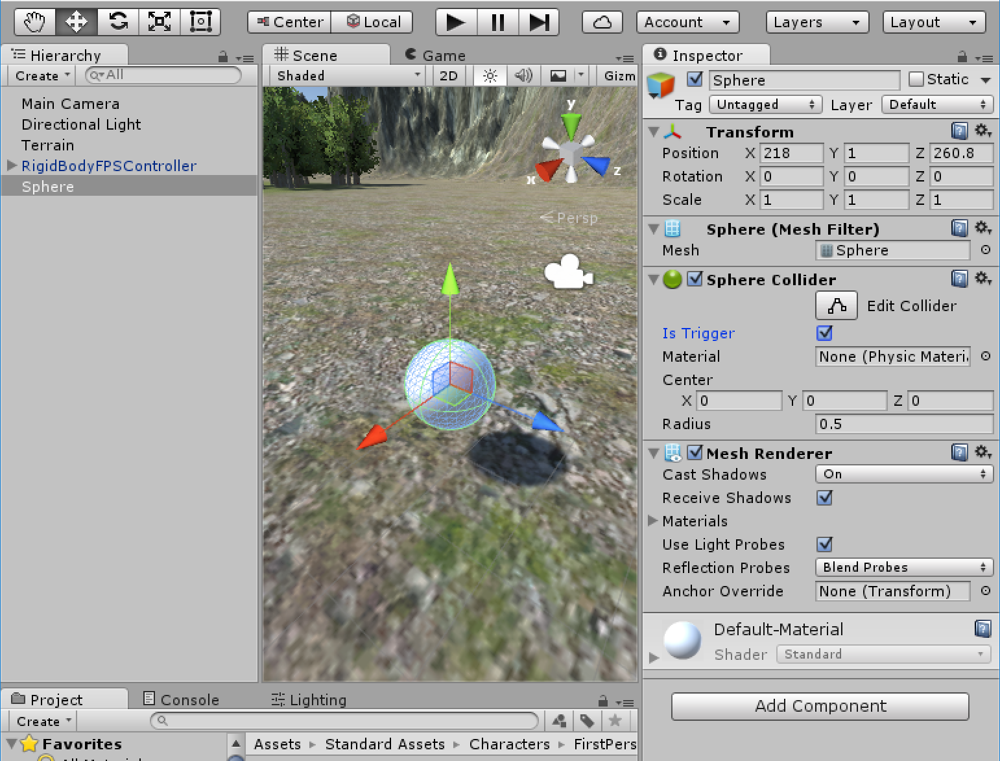 Center Local Account Layers Layout
Hierarchy
Create All
Main Camera
Directional Light
Terrain
RigidBodyFPSController
Sphere
Scene Game
Shaded 2D Gizm
y
x z
Persp
Inspector
Sphere Static
Tag Untagged Layer Default
Transform
Position X 218 Y 1 Z 260.8
Rotation X 0 Y 0 Z 0
Scale X 1 Y 1 Z 1
Sphere (Mesh Filter)
Mesh Sphere
Sphere Collider
Edit Collider
Is Trigger
Material None (Physic Materi
Center
X 0 Y 0 Z 0
Radius 0.5
Mesh Renderer
Cast Shadows On
Receive Shadows
Materials
Use Light Probes
Reflection Probes Blend Probes
Anchor Override None (Transform)
Default-Material
Shader Standard
Add Component
Project Console Lighting
Create
Favorites Assets Standard Assets Characters FirstPers